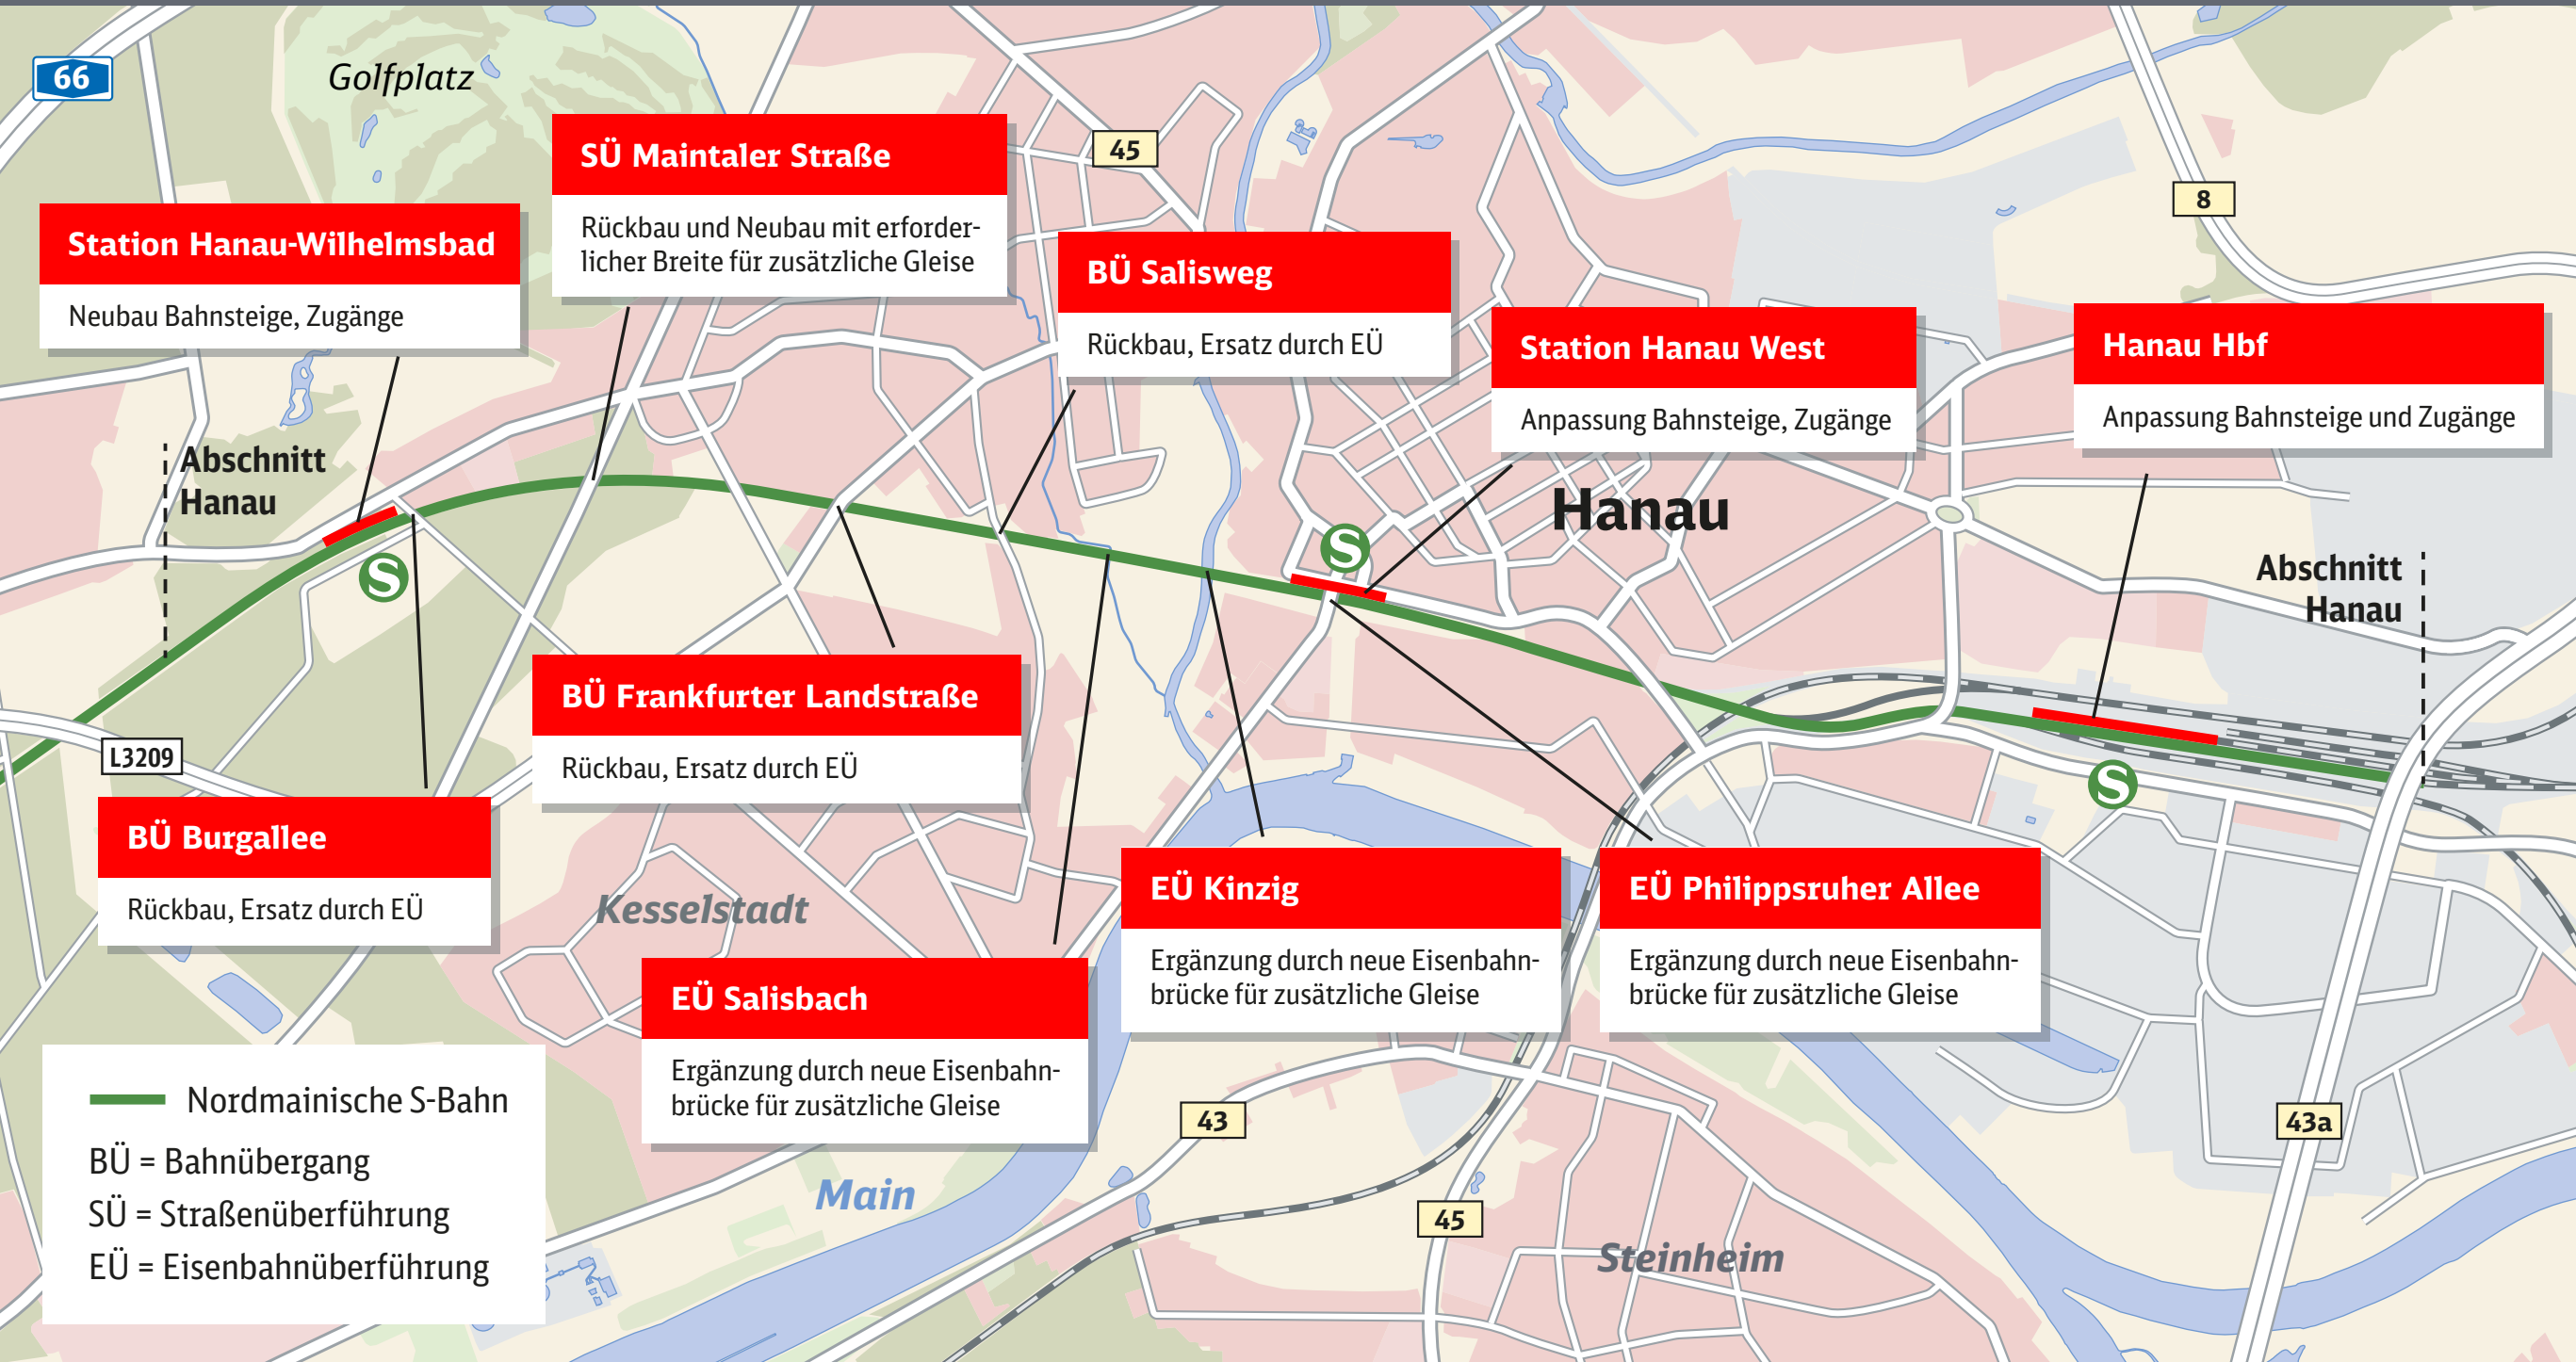 66
Golfplatz
SÜ Maintaler Straße
Rückbau und Neubau mit erforder-
licher Breite für zusätzliche Gleise
45
8
Station Hanau-Wilhelmsbad
Neubau Bahnsteige, Zugänge
BÜ Salisweg
Rückbau, Ersatz durch EÜ
Station Hanau West
Anpassung Bahnsteige, Zugänge
Hanau Hbf
Anpassung Bahnsteige und Zugänge
Abschnitt
Hanau
Hanau
S
S
Abschnitt
Hanau
BÜ Frankfurter Landstraße
Rückbau, Ersatz durch EÜ
L3209
S
BÜ Burgallee
Rückbau, Ersatz durch EÜ
Kesselstadt
EÜ Kinzig
Ergänzung durch neue Eisenbahn-
brücke für zusätzliche Gleise
EÜ Philippsruher Allee
Ergänzung durch neue Eisenbahn-
brücke für zusätzliche Gleise
EÜ Salisbach
Ergänzung durch neue Eisenbahn-
brücke für zusätzliche Gleise
Nordmainische S-Bahn
BÜ = Bahnübergang
SÜ = Straßenüberführung
EÜ = Eisenbahnüberführung
43
43a
Main
45
Steinheim